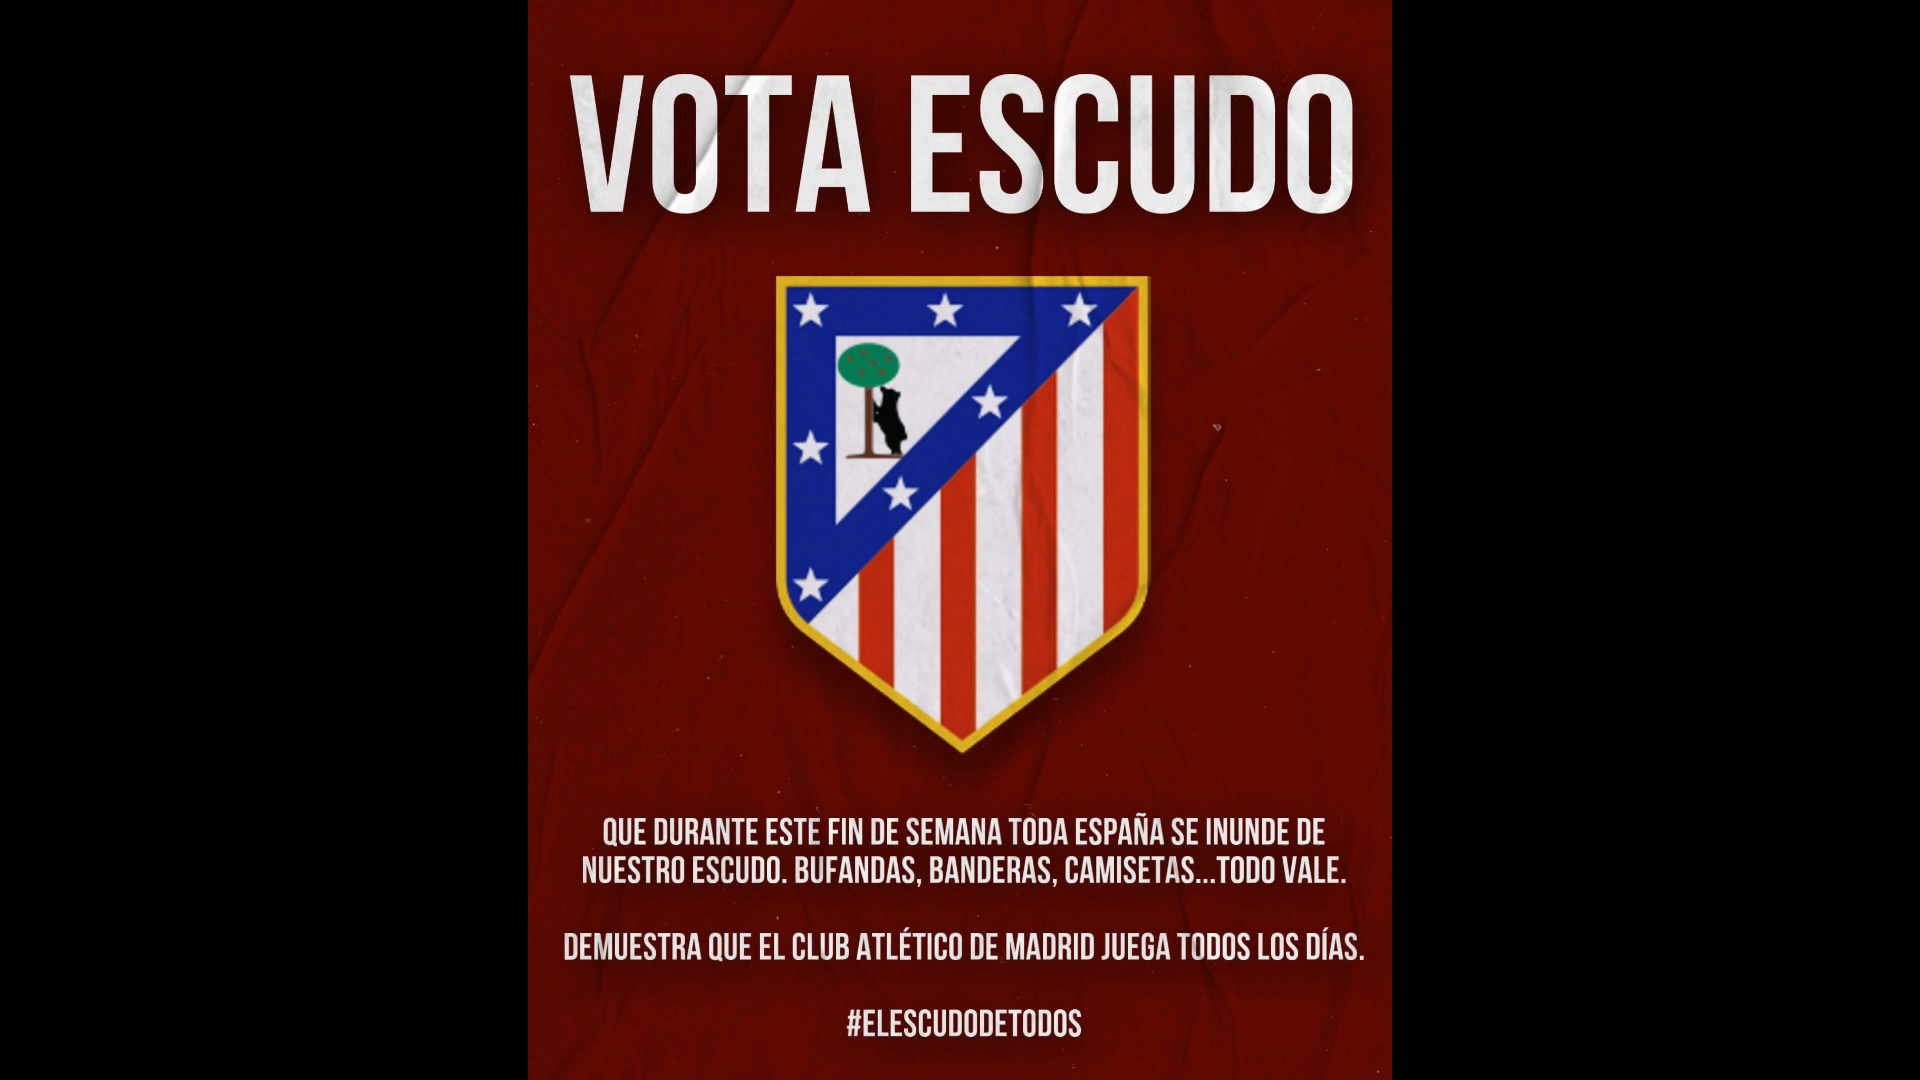 VOTA ESCUDO
QUE DURANTE ESTE FIN DE SEMANA TODA ESPAÑA SE INUNDE DE
NUESTRO ESCUDO. BUFANDAS, BANDERAS, CAMISETAS...TODO VALE.
DEMUESTRA QUE EL CLUB ATLÉTICO DE MADRID JUEGA TODOS LOS DÍAS.
#ELESCUDODETODOS